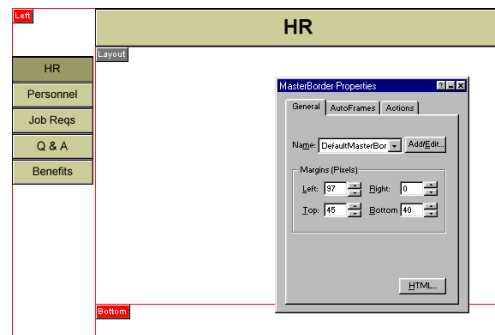 Left
HR
Layout
HR
Personnel
Job Reqs
Q & A
Benefits
MasterBorder Properties
General AutoFrames Actions
Name: DefaultMasterBor Add/Edit...
Margins (Pixels)
Left: 97 Right: 0
Top: 45 Bottom: 40
HTML...
Bottom